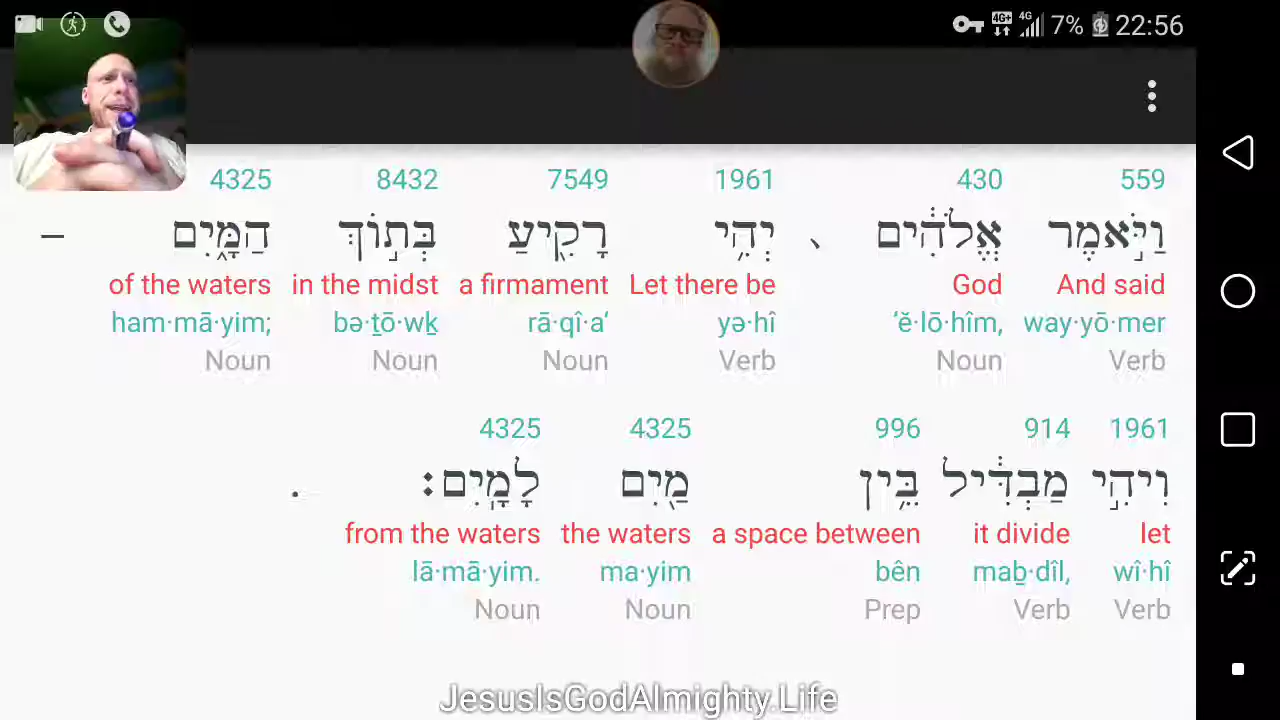 7% 22:56
559 430 1961 7549 8432 4325
וַיֹּ֣אמֶר אֱלֹהִ֔ים ، יְהִ֥י רָקִ֖יעַ בְּת֣וֹךְ הַמָּ֑יִם –
And said God Let there be a firmament in the midst of the waters
way·yō·mer ’ĕ·lō·hîm, yə·hî rā·qî·a‘ bə·ṯō·wḵ ham·mā·yim;
Verb Noun Verb Noun Noun Noun
1961 914 996 4325 4325
וִיהִ֣י מַבְדִּ֔יל בֵּ֥ין מַ֖יִם לָמָֽיִם׃ .
let it divide a space between the waters from the waters
wî·hî maḇ·dîl, bên ma·yim lā·mā·yim.
Verb Verb Prep Noun Noun
JesusIsGodAlmighty.Life